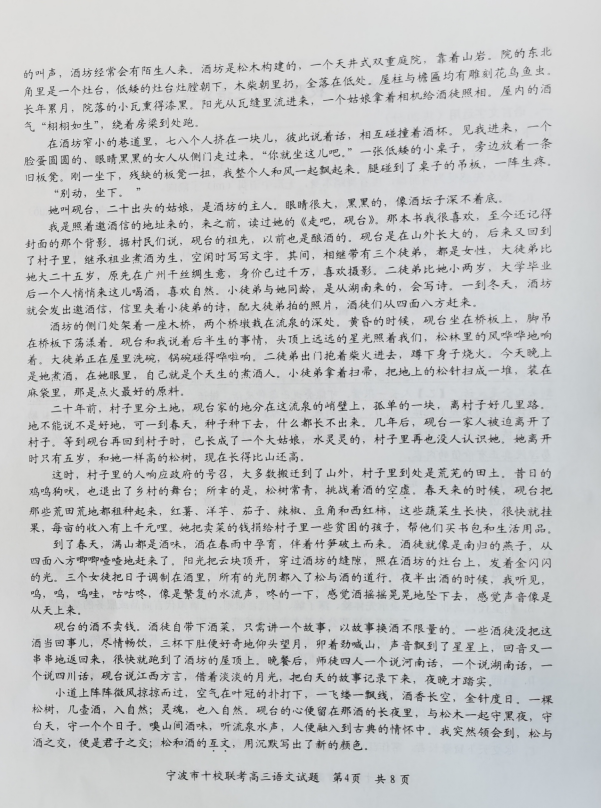 的叫声，酒坊经常会有陌生人来。酒坊是松木构建的，一个天井式双重庭院，靠着山岩。院的东北
角里是一个灶台，低矮的灶台灶膛朝下，木柴朝里扔，全落在低处。屋柱与檐匾均有雕刻花鸟鱼虫。
长年累月，院落的小瓦熏得漆黑。阳光从瓦缝里流进来，一个姑娘拿着相机给酒徒照相。屋内的酒
气“栩栩如生”，绕着房梁到处跑。
在酒坊窄小的巷道里，七八个人挤在一块儿，彼此说着话，相互碰撞着酒杯。见我进来，一个
脸蛋圆圆的、眼睛黑黑的女人从侧门走过来。“你就坐这儿吧。”一张低矮的小桌子，旁边放着一条
旧板凳。刚一坐下，残缺的板凳一扭，我整个人和风一起飘起来。腿碰到了桌子的吊板，一阵生疼。
“别动，坐下。”
她叫砚台，二十出头的姑娘，是酒坊的主人。眼睛很大，黑黑的，像酒坛子深不着底。
我是照着邀酒信的地址来的，来之前，读过她的《走吧，砚台》。那本书我很喜欢，至今还记得
封面的那个背影。据村民们说，砚台的祖先，以前也是酿酒的。砚台是在山外长大的，后来又回到
了村子里，继承祖业煮酒为生，空闲时写写文字。其间，相继带有三个徒弟，都是女性，大徒弟比
她大二十五岁，原先在广州干丝绸生意，身价已过千万，喜欢摄影。二徒弟比她小两岁，大学毕业
后一个人悄悄来这儿喝酒，喜欢自然。小徒弟与她同龄，是从湖南来的，会写诗。一到冬天，酒坊
就会发出邀酒信，信里夹着小徒弟的诗，配大徒弟拍的照片，酒徒们从四面八方赶来。
酒坊的侧门处架着一座木桥，两个桥墩栽在流泉的深处。黄昏的时候，砚台坐在桥板上，脚吊
在桥板下荡漾着。砚台和我说着后半生的事情，头顶上远远的星光照着我们，松林里的风哗哗地响
着。大徒弟正在屋里洗碗，锅碗碰得哗啦响。二徒弟出门抱着柴火进去，蹲下身子烧火。今天晚上
是她煮酒，在她眼里，自己就是个天生的煮酒人。小徒弟拿着扫帚，把地上的松针扫成一堆，装在
麻袋里，那是点火最好的原料。
二十年前，村子里分土地，砚台家的地分在这流泉的峭壁上，孤单的一块，离村子好几里路。
地不能说不是好地，可一到春天，种子种下去，什么都长不出来。几年后，砚台一家人被迫离开了
村子。等到砚台再回到村子时，已长成了一个大姑娘，水灵灵的，村子里再也没人认识她。她离开
时只有五岁，和她一样高的松树，现在长得比山还高。
这时，村子里的人响应政府的号召，大多数搬迁到了山外，村子里到处是荒芜的田土。昔日的
鸡鸣狗吠，也退出了乡村的舞台；所幸的是，松树常青，挑战着酒的空虚。春天来的时候，砚台把
那些荒田荒地都租种起来，红薯、洋芋、茄子、辣椒、豆角和西红柿，这些蔬菜生长快，很快就挂
果，每亩的收入有上千元哩。她把卖菜的钱捐给村子里一些贫困的孩子，帮他们买书包和生活用品。
到了春天，满山都是酒味，酒在春雨中孕育，伴着竹笋破土而来。酒徒就像是南归的燕子，从
四面八方唧唧喳喳地赶来了。阳光把云块顶开，穿过酒坊的缝隙，照在酒坊的灶台上，发着金闪闪
的光。三个女徒把日子调制在酒里，所有的光阴都入了松与酒的道行。夜半出酒的时候，我听见，
呜，呜，呜哇，咕咕咚，像是繁复的水流声，咚的一下，感觉酒摇摇晃晃地坠下去，感觉声音像是
从天上来。
砚台的酒不卖钱。酒徒自带下酒菜，只需讲一个故事，以故事换酒不限量的。一些酒徒没把这
酒当回事儿，尽情畅饮，三杯下肚便好奇地仰头望月，卯着劲喊山，声音飘到了星星上，回音又一
串串地返回来，很快就跑到了酒坊的屋顶上。晚餐后，师徒四人一个说河南话，一个说湖南话，一
个说四川话，砚台说江西方言，借着淡淡的月光，把白天的故事记录下来，夜晚才踏实。
小道上阵阵微风掠掠而过，空气在叶冠的扑打下，一飞缕一飘线，酒香长空，金针度日。一棵
松树，几壶酒，入自然；灵魂，也入自然。砚台的心便留在那酒的长夜里，与松木一起守黑夜，守
白天，守一个个子日。嗅山间酒味，听流泉水声，人便融入到古典的情怀中。我突然领会到，松与
酒之交，便是君子之交；松和酒的互文，用沉默写出了新的颜色。
宁波市十校联考高三语文试题 第4页 共8页